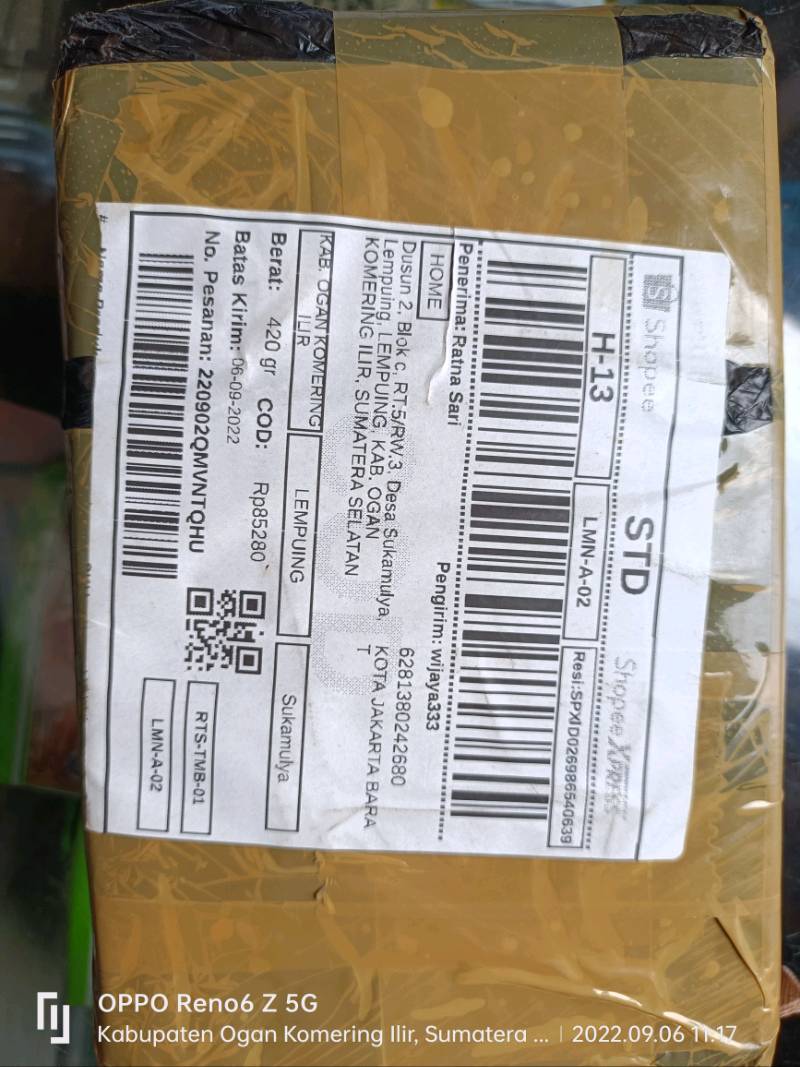 Shopee
STD
Shopee Xpress
H-13
LMN-A-02
Resi:SPXID026986540639
Penerima: Ratna Sari
Pengirim: wijaya333
HOME
Dusun 2, Blok c, RT.5/RW.3, Desa Sukamulya,
Lempuing, LEMPUING, KAB. OGAN
KOMERING ILIR, SUMATERA SELATAN
6281380242680
KOTA JAKARTA BARA
T
KAB. OGAN KOMERING
ILIR
LEMPUING
Sukamulya
Berat: 420 gr
COD: Rp85280
Batas Kirim: 06-09-2022
No. Pesanan: 220902QMVNTQHU
RTS-TMB-01
LMN-A-02
#
OPPO Reno6 Z 5G
Kabupaten Ogan Komering Ilir, Sumatera ... | 2022.09.06 11:17